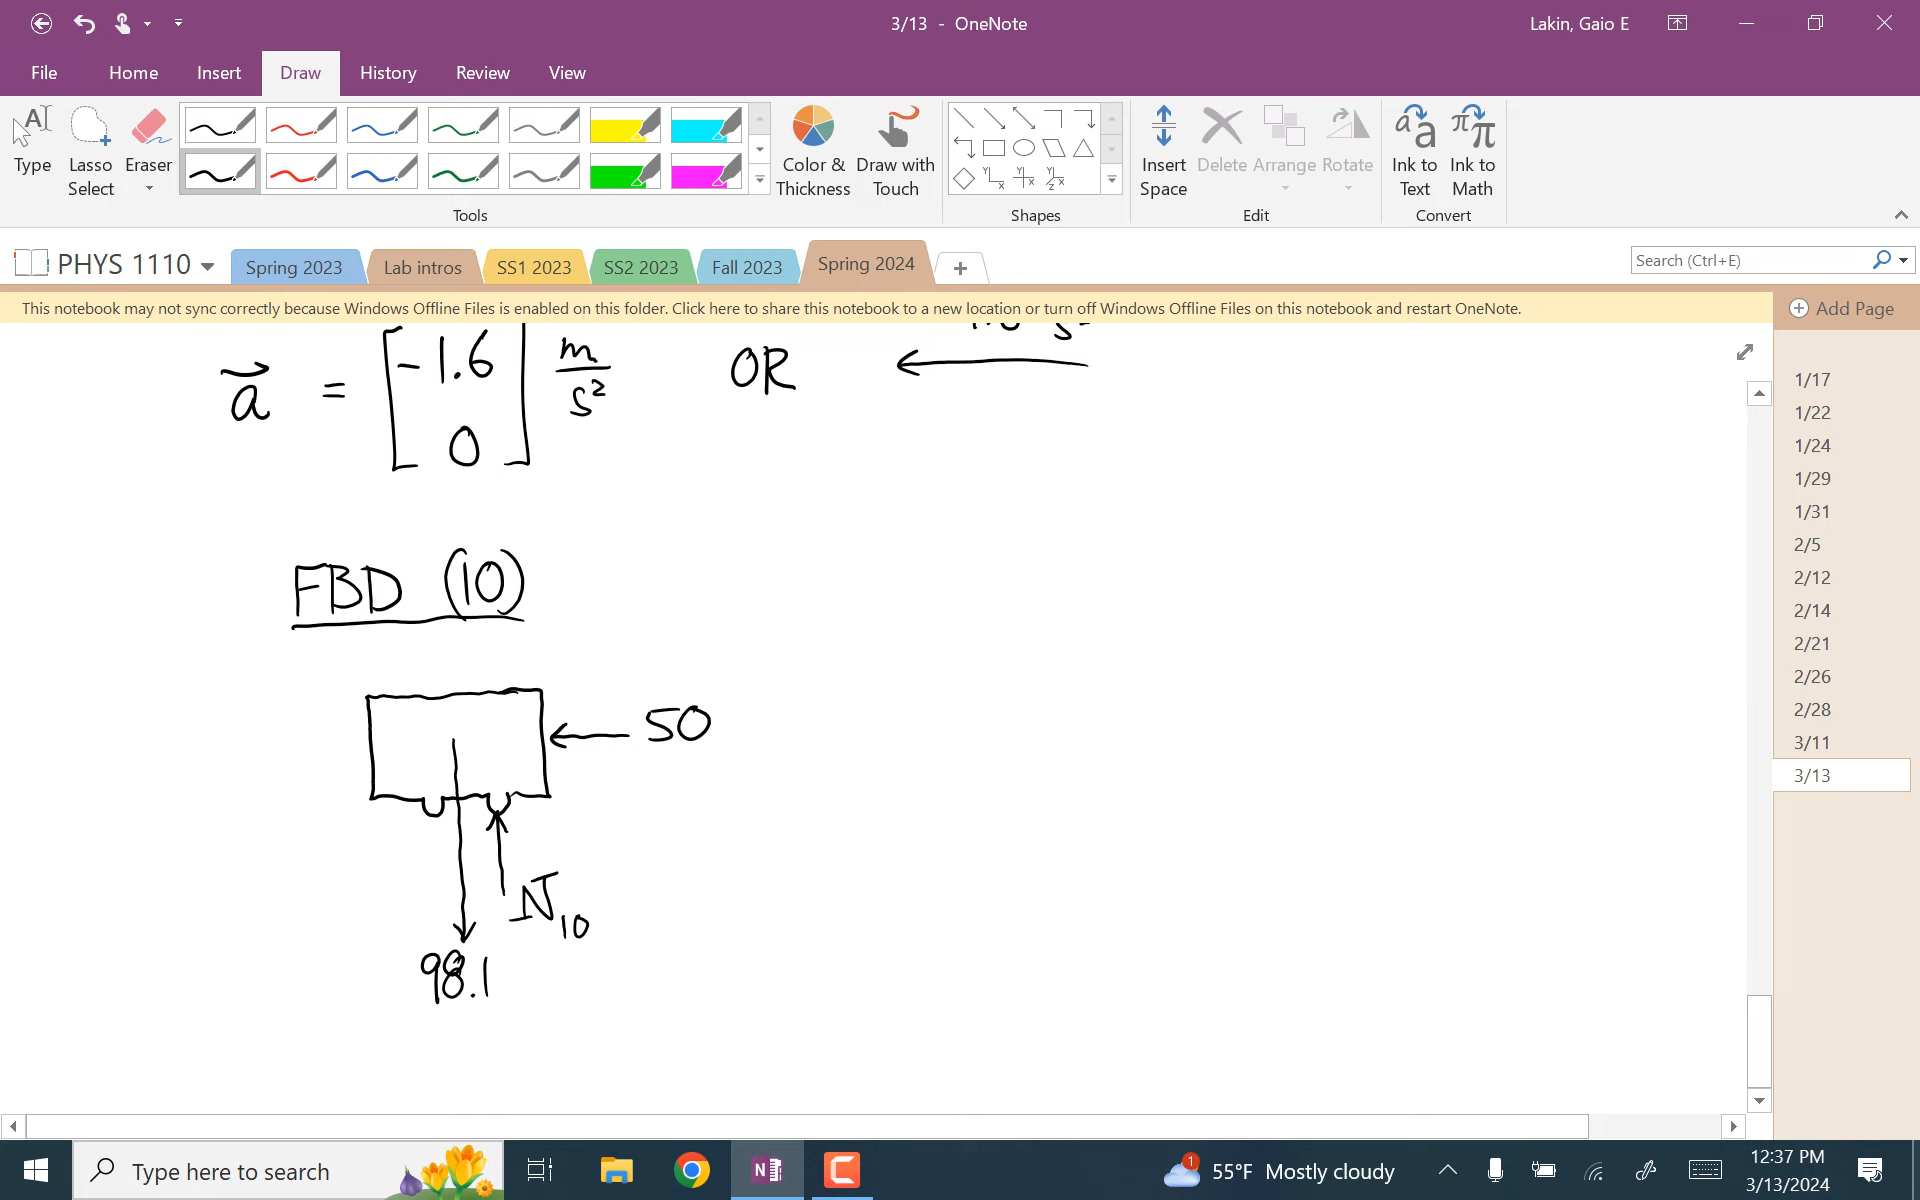 3/13 - OneNote
Lakin, Gaio E
File Home Insert Draw History Review View
Type
Lasso Select
Eraser
Color & Thickness
Draw with Touch
Insert Space
Delete
Arrange
Rotate
Ink to Text
Ink to Math
Tools Shapes Edit Convert
PHYS 1110
Spring 2023
Lab intros
SS1 2023
SS2 2023
Fall 2023
Spring 2024
Search (Ctrl+E)
This notebook may not sync correctly because Windows Offline Files is enabled on this folder. Click here to share this notebook to a new location or turn off Windows Offline Files on this notebook and restart OneNote.
Add Page
1/17
1/22
1/24
1/29
1/31
2/5
2/12
2/14
2/21
2/26
2/28
3/11
3/13
a = [-1.6 0] m/s² OR
FBD (10)
50
N10
98.1
Type here to search
1
55°F Mostly cloudy
12:37 PM
3/13/2024